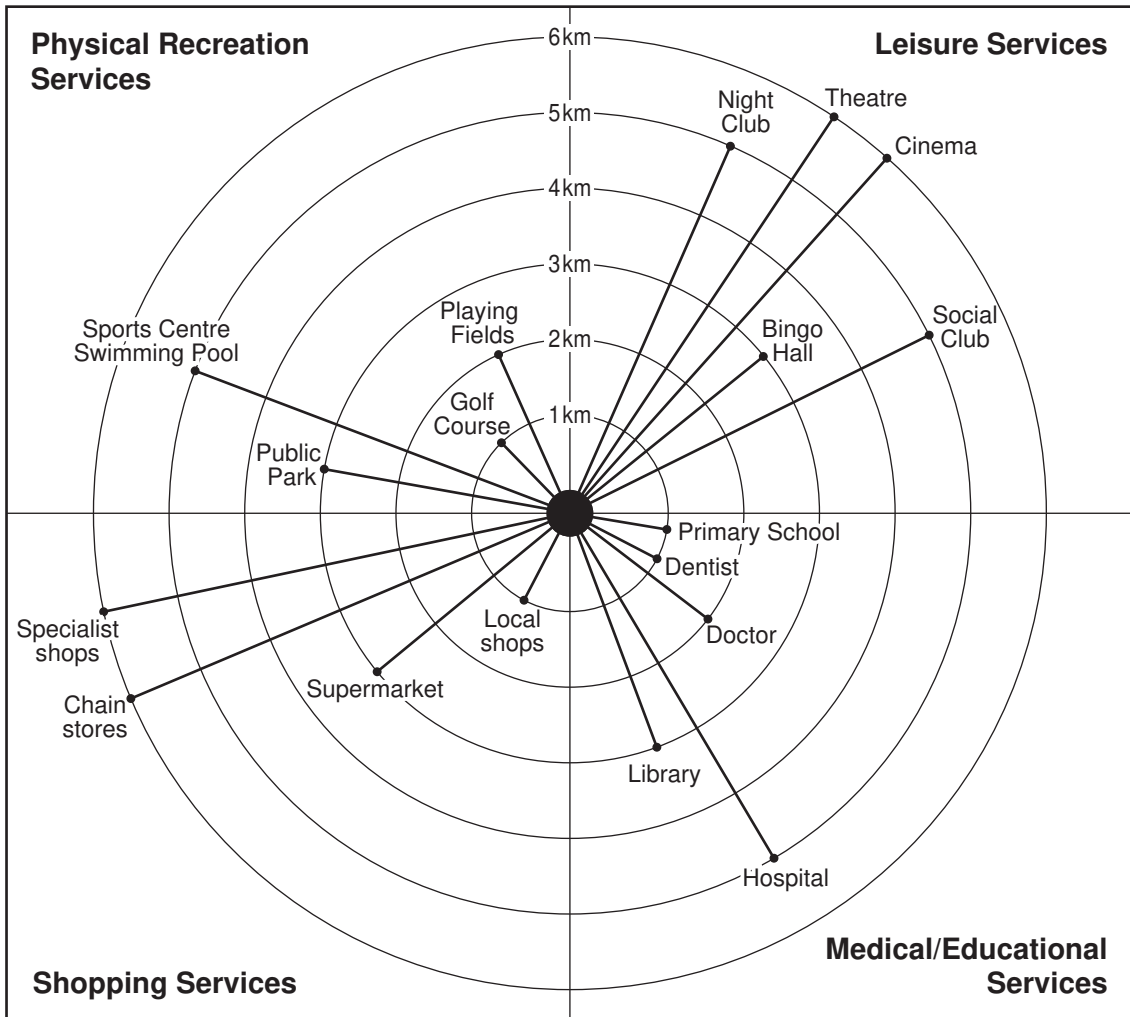 Physical Recreation
Services
Leisure Services
6km
5km
4km
3km
2km
1km
Night
Club
Theatre
Cinema
Social
Club
Bingo
Hall
Playing
Fields
Golf
Course
Sports Centre
Swimming Pool
Public
Park
Primary School
Dentist
Doctor
Library
Hospital
Local
shops
Supermarket
Specialist
shops
Chain
stores
Shopping Services
Medical/Educational
Services